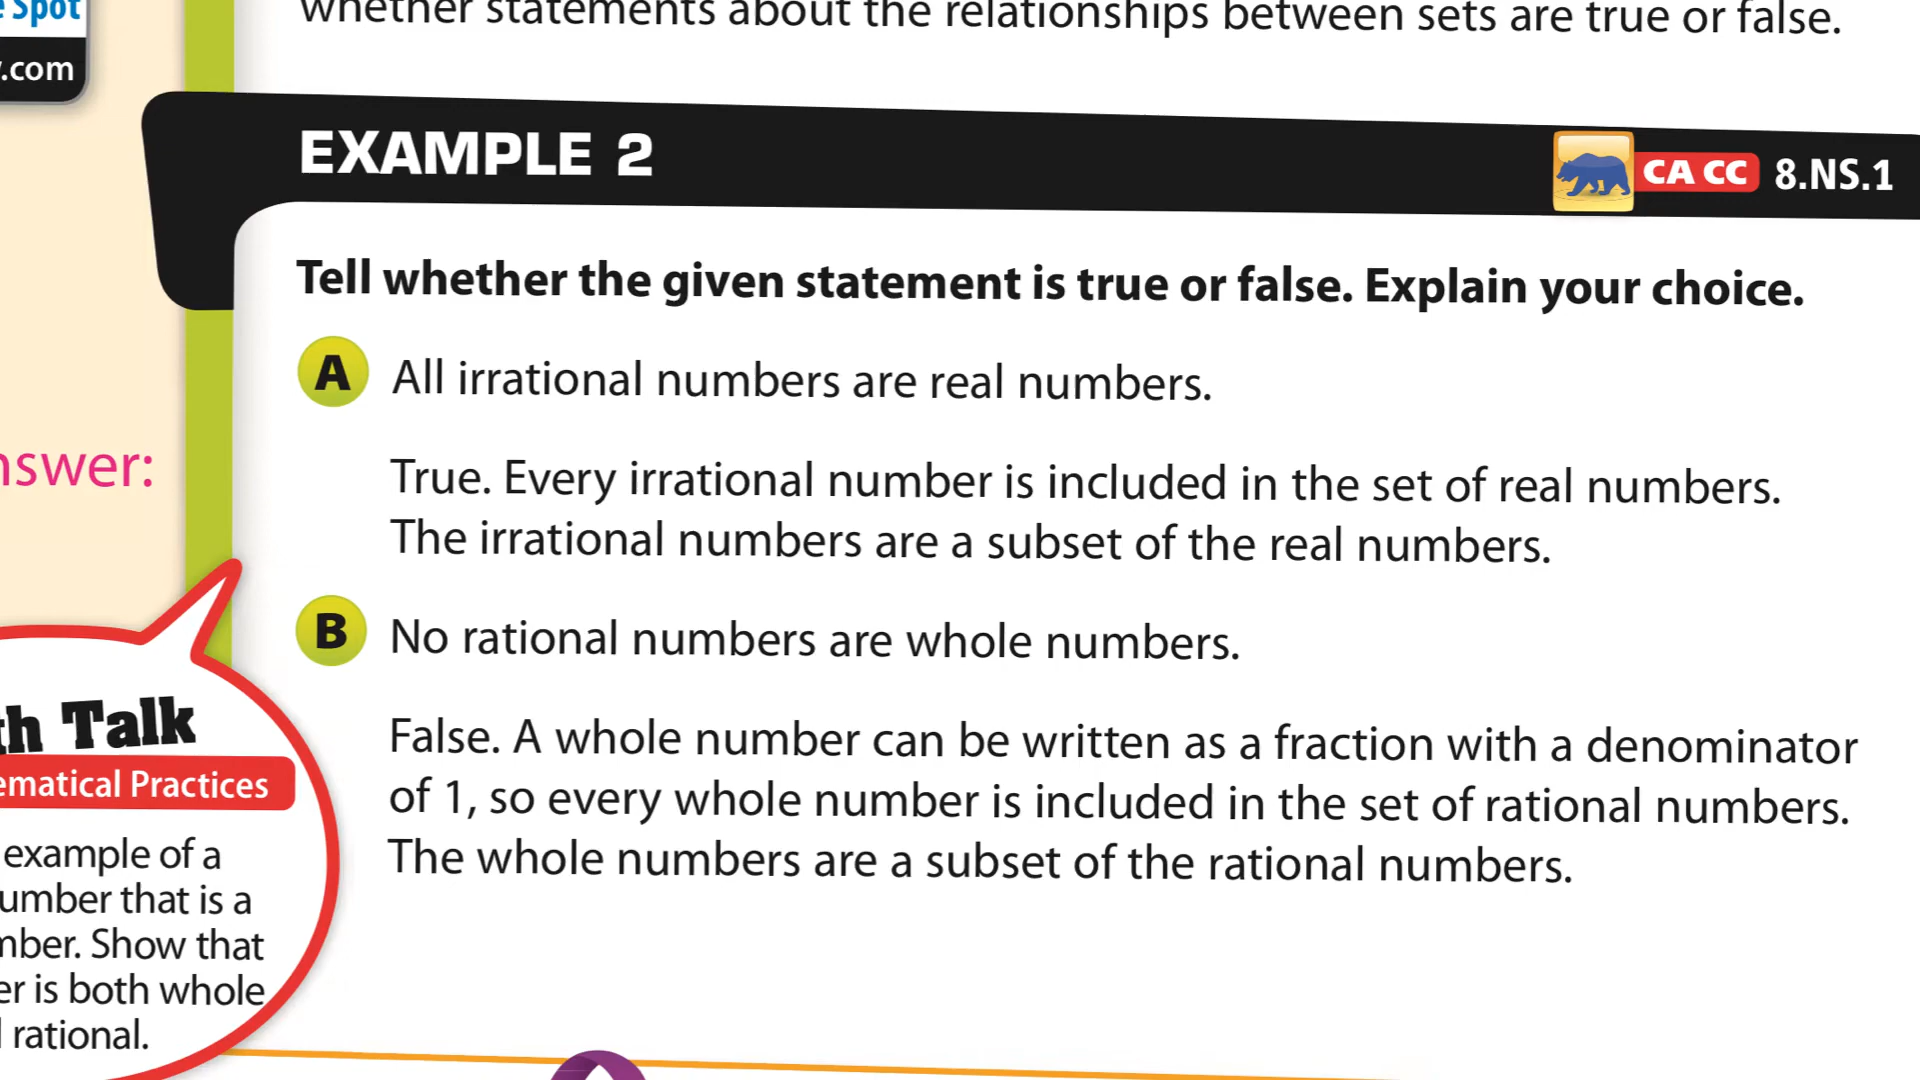 Spot
.com
whether statements about the relationships between sets are true or false.
EXAMPLE 2
CA CC 8.NS.1
Tell whether the given statement is true or false. Explain your choice.
A All irrational numbers are real numbers.
True. Every irrational number is included in the set of real numbers.
The irrational numbers are a subset of the real numbers.
B No rational numbers are whole numbers.
False. A whole number can be written as a fraction with a denominator
of 1, so every whole number is included in the set of rational numbers.
The whole numbers are a subset of the rational numbers.
nswer:
th Talk
ematical Practices
example of a
umber that is a
mber. Show that
er is both whole
rational.